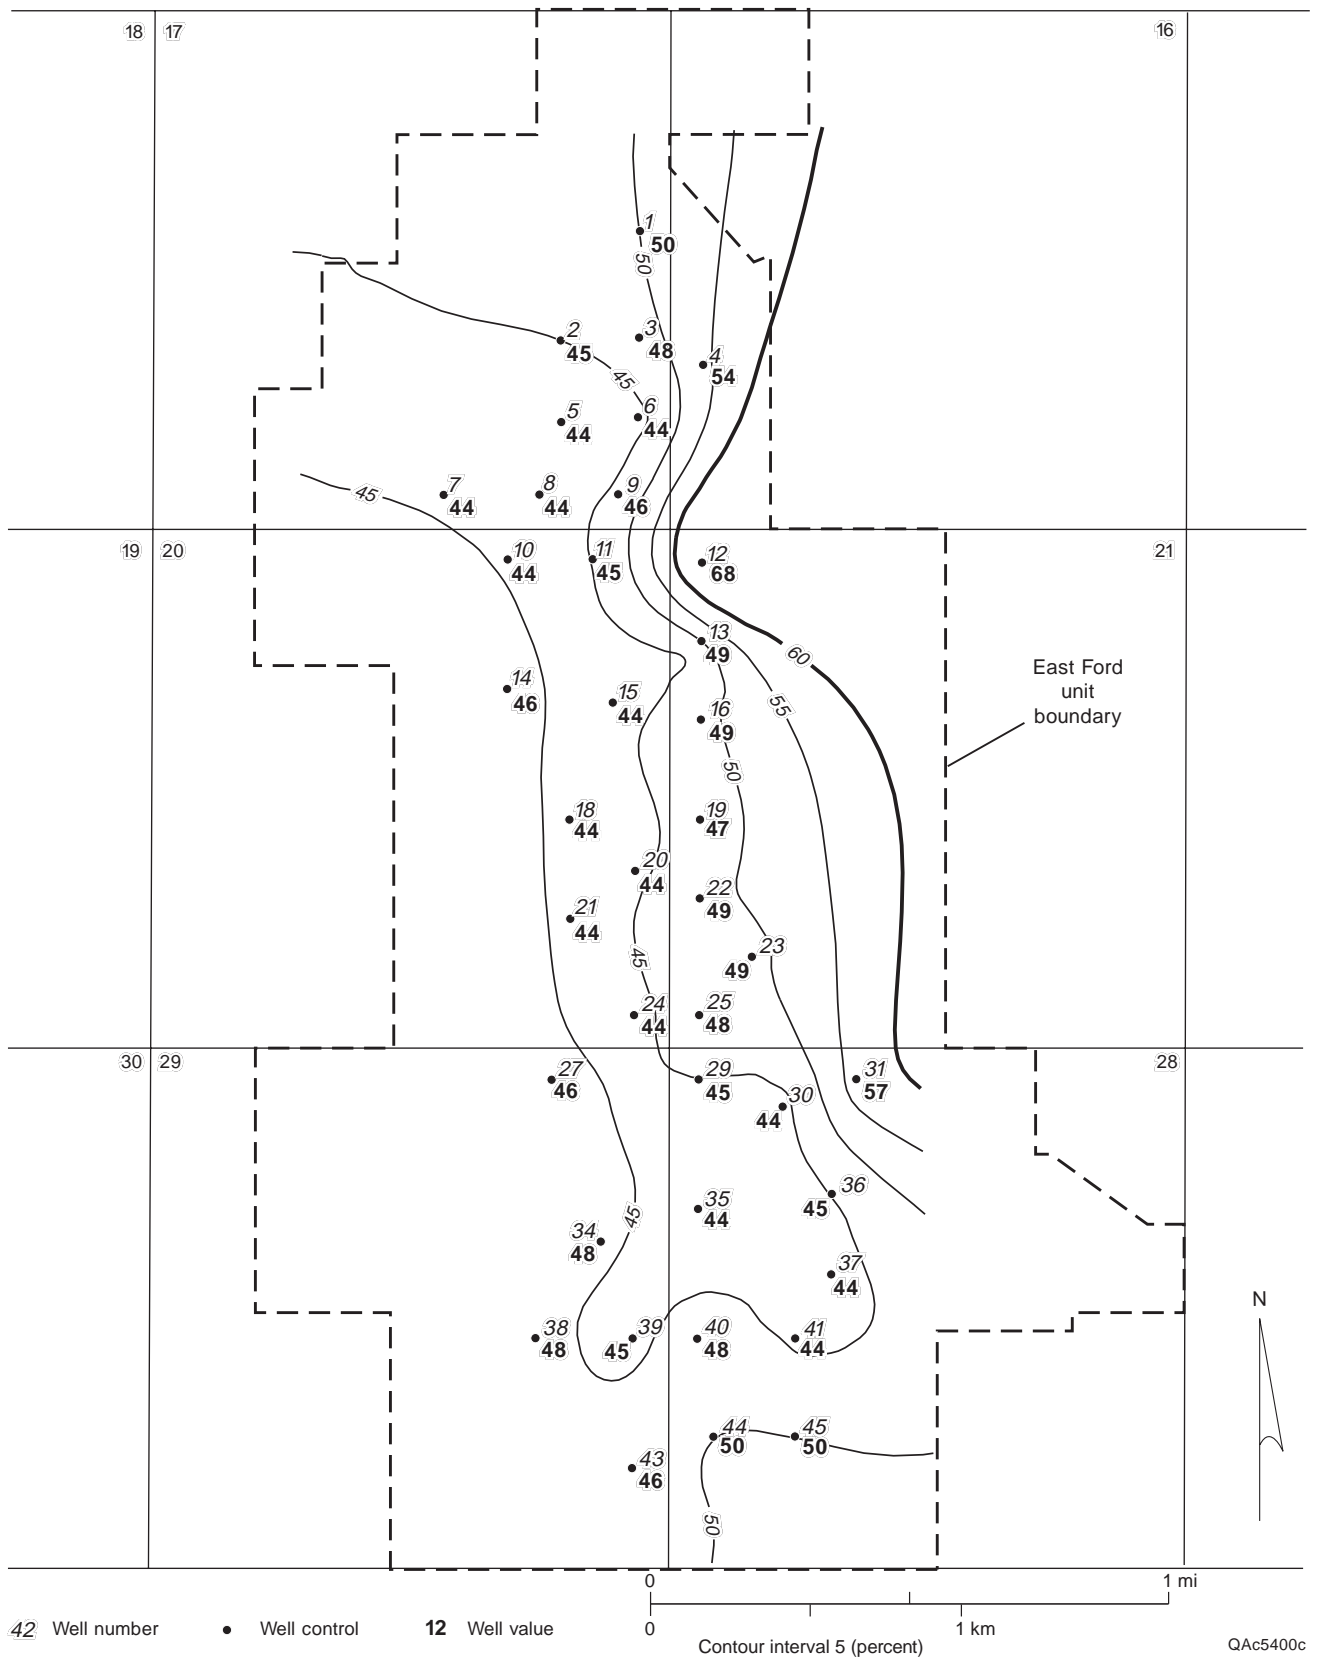 18 17 16
1
50
50
2 3
45 48
4
54
45
6
5 44
44
7 8 9
45 44 44 46
19 20 21
10 11 12
44 45 68
13
49
60
East Ford
unit
boundary
14 15
46 44
55
16
49
50
18 19
44 47
20
44
22
49
21
44
23
45 49
24 25
44 48
30 29 28
27 29 31
46 45 57
30
44
36
45
35
44
45
34
48
37
44
N
38 39 40 41
48 45 48 44
44 45
50 50
43
46
50
0 1 mi
42 Well number Well control 12 Well value
0 1 km
Contour interval 5 (percent)
QAc5400c